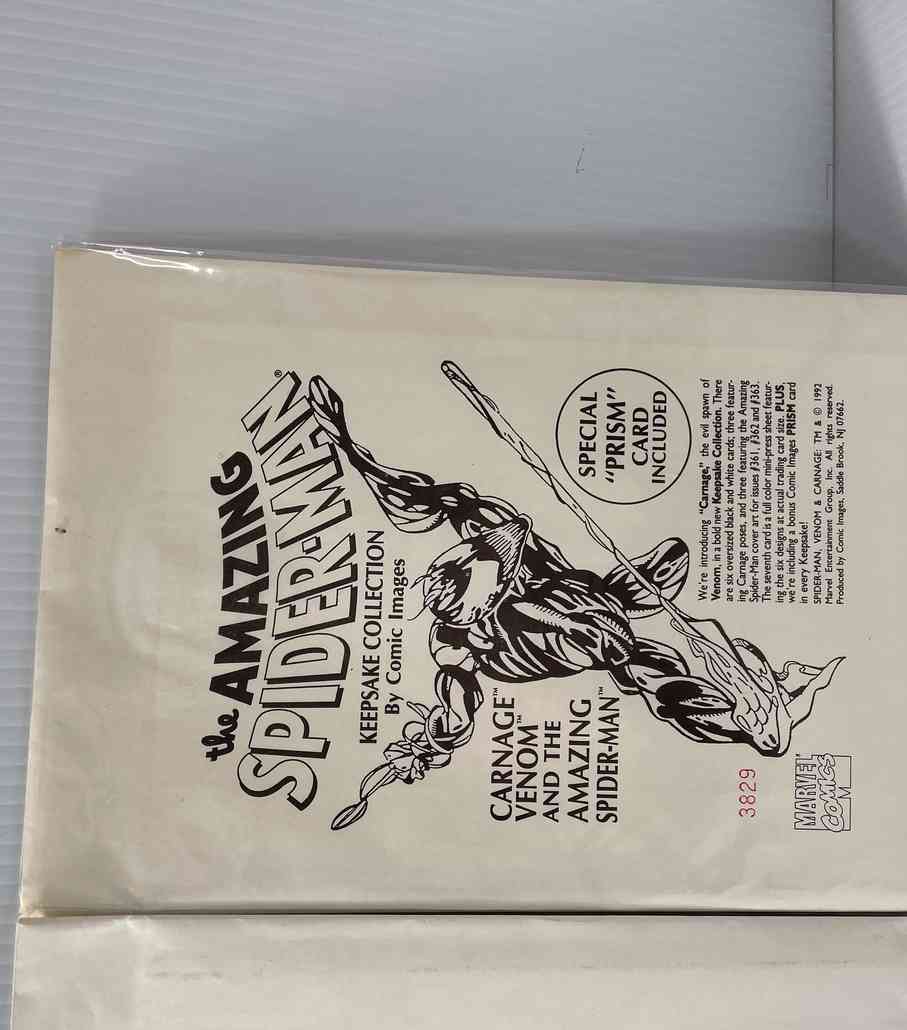 the AMAZING
SPIDER-MAN®
KEEPSAKE COLLECTION
By Comic Images
CARNAGE™
VENOM™
AND THE
AMAZING
SPIDER-MAN™
SPECIAL
"PRISM"
CARD
INCLUDED
3829
MARVEL
COMICS
M
We're introducing "Carnage," the evil spawn of
Venom, in a bold new Keepsake Collection. There
are six oversized black and white cards; three featur-
ing Carnage poses, and three featuring the Amazing
Spider-Man cover art for issues #361, #362 and #363.
The seventh card is a full color mini-press sheet featur-
ing the six designs at actual trading card size. PLUS,
we're including a bonus Comic Images PRISM card
in every Keepsake!
SPIDER-MAN, VENOM & CARNAGE: TM & © 1992
Marvel Entertainment Group, Inc. All rights reserved.
Produced by Comic Images, Saddle Brook, NJ 07662.